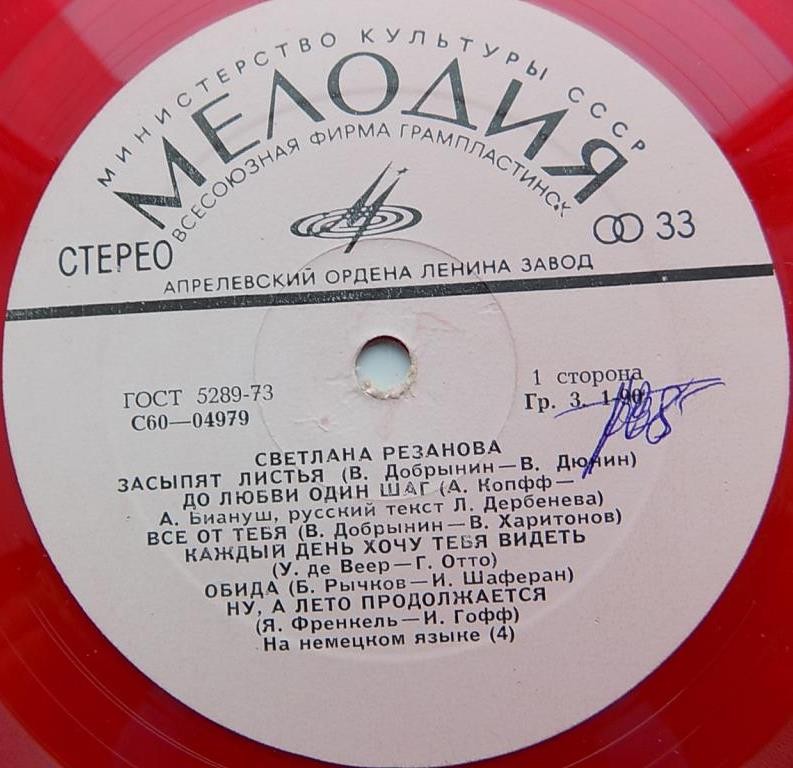 МИНИСТЕРСТВО КУЛЬТУРЫ СССР
МЕЛОДИЯ
ВСЕСОЮЗНАЯ ФИРМА ГРАМПЛАСТИНОК
СТЕРЕО
33
АПРЕЛЕВСКИЙ ОРДЕНА ЛЕНИНА ЗАВОД
ГОСТ 5289-73
С60—04979
1 сторона
Гр. 3. 1-90
СВЕТЛАНА РЕЗАНОВА
ЗАСЫПЯТ ЛИСТЬЯ (В. Добрынин—В. Дюнин)
ДО ЛЮБВИ ОДИН ШАГ (А. Копфф—
А. Биануш, русский текст Л. Дербенева)
ВСЕ ОТ ТЕБЯ (В. Добрынин—В. Харитонов)
КАЖДЫЙ ДЕНЬ ХОЧУ ТЕБЯ ВИДЕТЬ
(У. де Веер—Г. Отто)
ОБИДА (Б. Рычков—И. Шаферан)
НУ, А ЛЕТО ПРОДОЛЖАЕТСЯ
(Я. Френкель—И. Гофф)
На немецком языке (4)